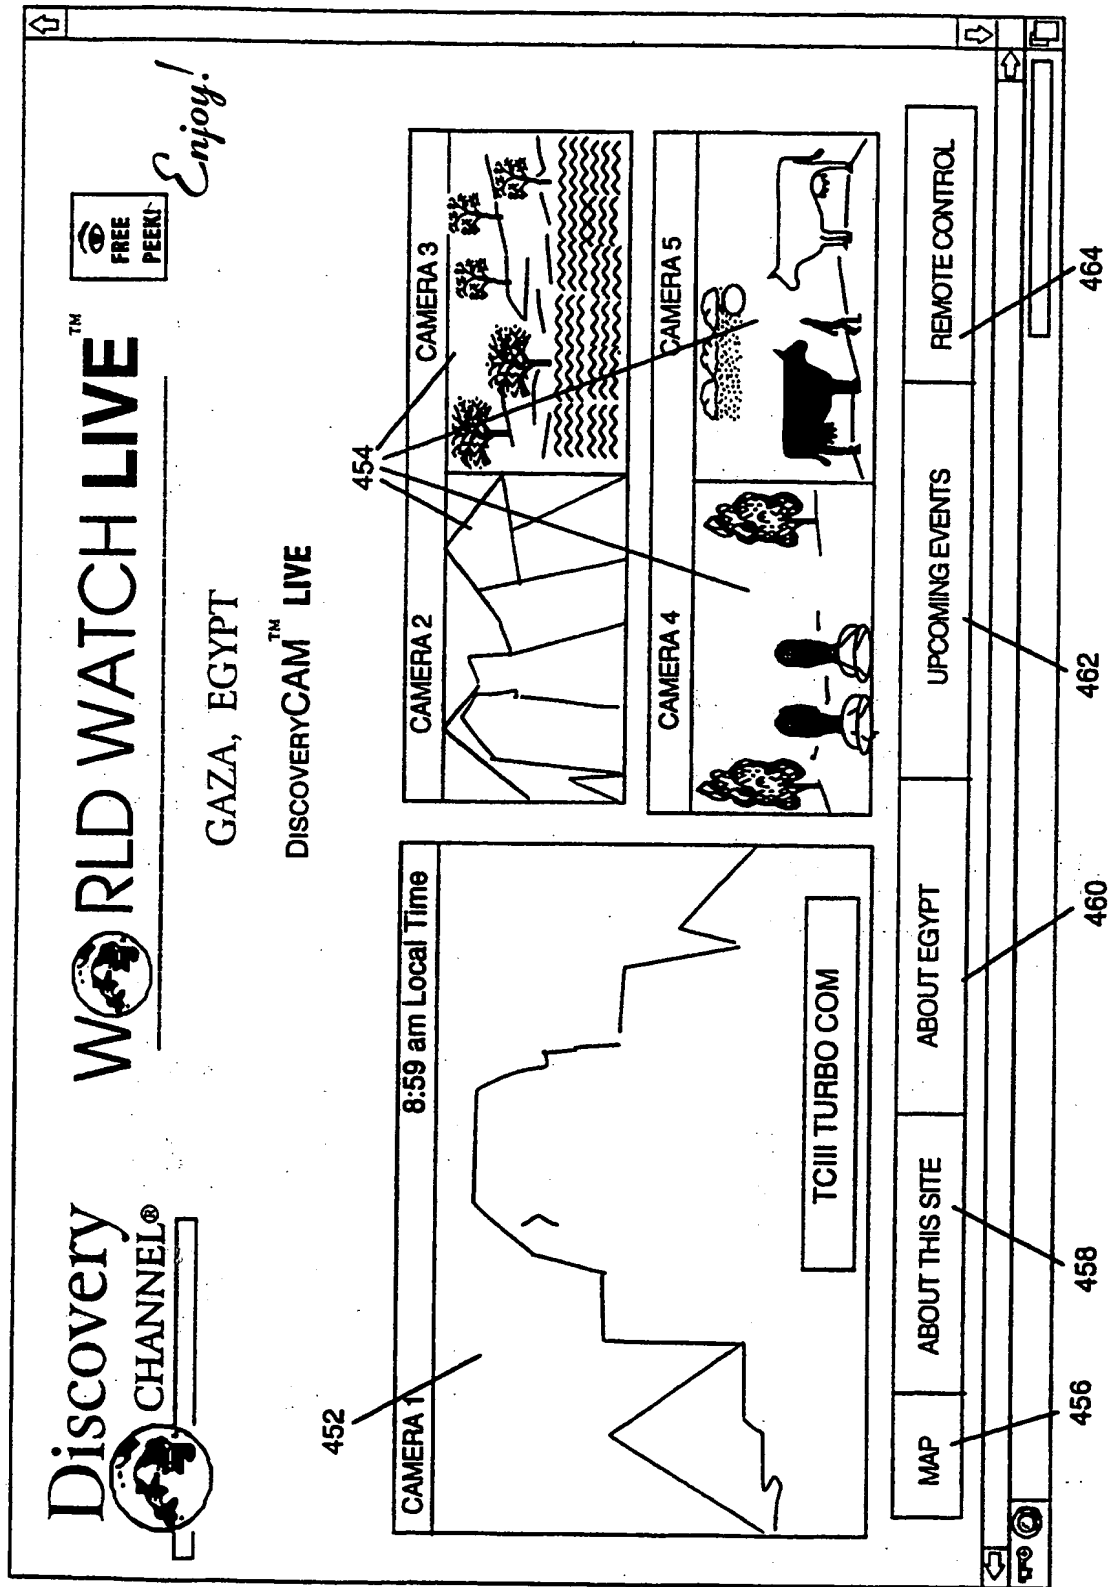 Discovery
CHANNEL®
WORLD WATCH LIVE™
FREE
PEEK!
Enjoy!
GAZA, EGYPT
DISCOVERYCAM™ LIVE
452
454
CAMERA 1
8:59 am Local Time
TCIII TURBO COM
CAMERA 2
CAMERA 3
CAMERA 4
CAMERA 5
MAP
ABOUT THIS SITE
ABOUT EGYPT
UPCOMING EVENTS
REMOTE CONTROL
456
458
460
462
464